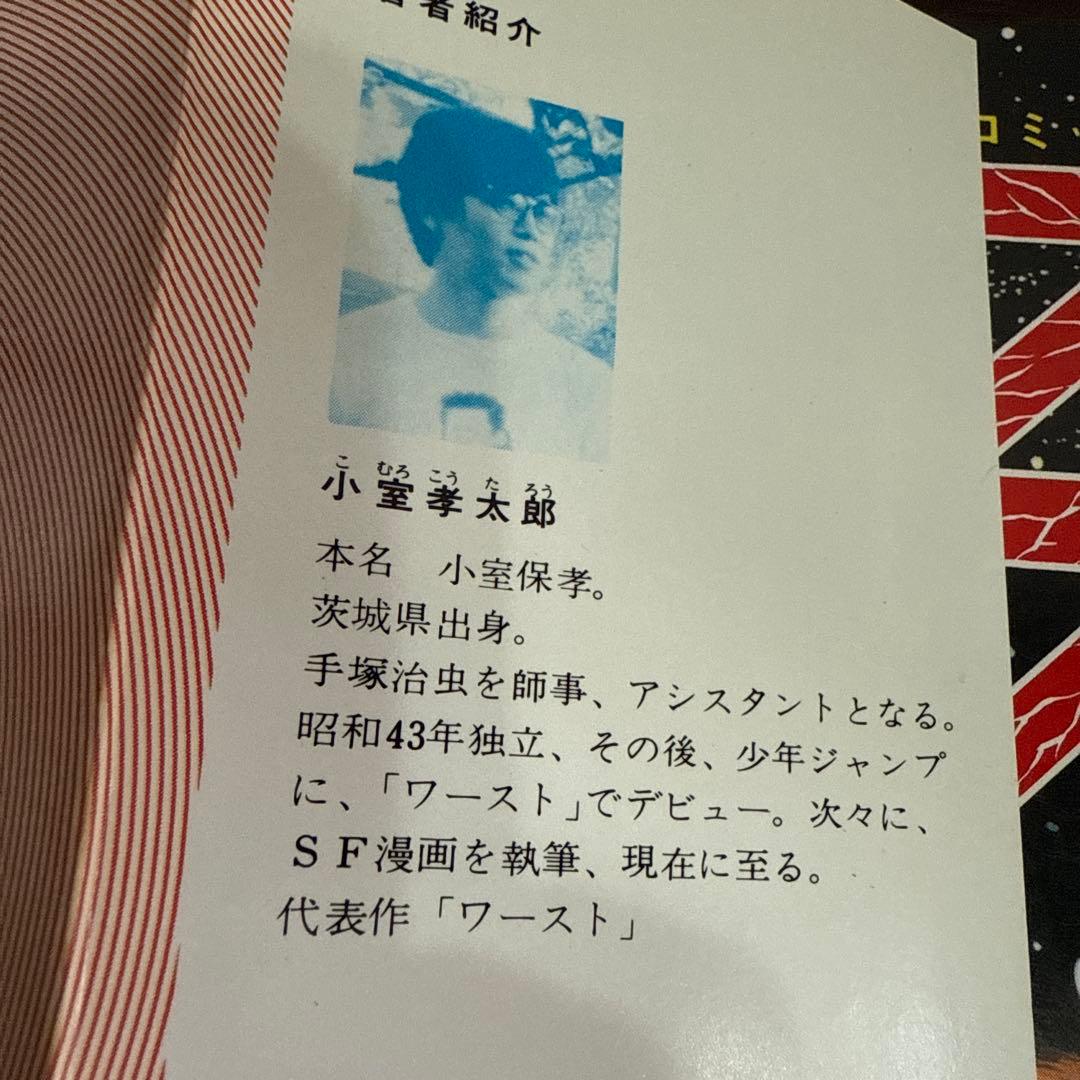 者紹介
こ むろ こう た ろう
小室孝太郎
本名　小室保孝。
茨城県出身。
手塚治虫を師事、アシスタントとなる。
昭和43年独立、その後、少年ジャンプ
に、「ワースト」でデビュー。次々に、
ＳＦ漫画を執筆、現在に至る。
代表作「ワースト」
コミッ